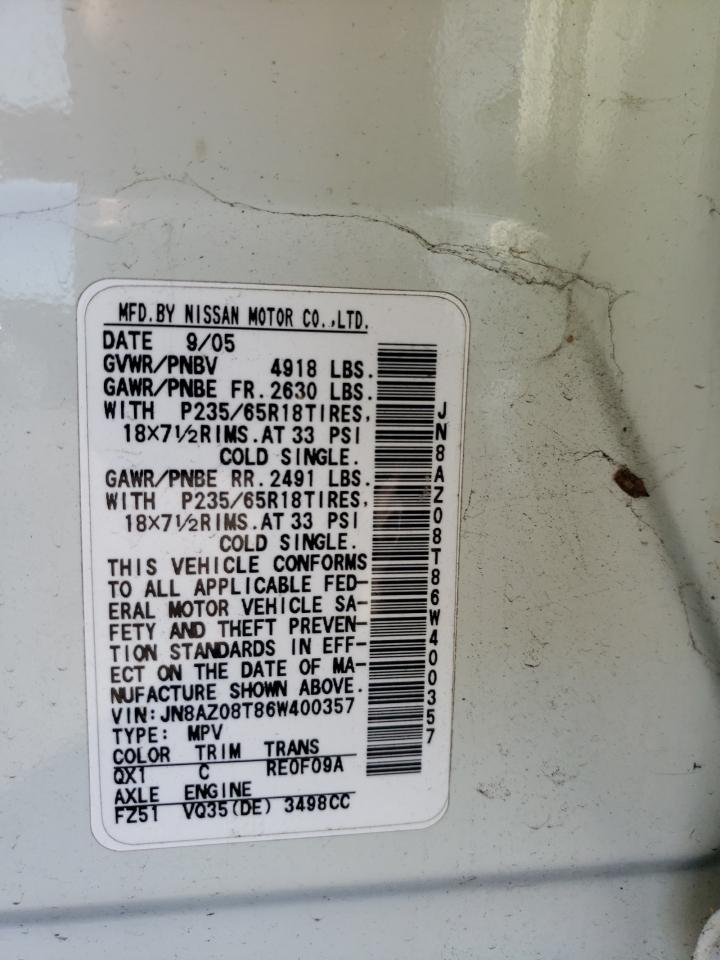 MFD.BY NISSAN MOTOR CO.,LTD.
DATE 9/05
GVWR/PNBV 4918 LBS.
GAWR/PNBE FR.2630 LBS.
WITH P235/65R18TIRES,
18×7½RIMS.AT 33 PSI
COLD SINGLE.
GAWR/PNBE RR.2491 LBS.
WITH P235/65R18TIRES,
18×7½RIMS.AT 33 PSI
COLD SINGLE.
THIS VEHICLE CONFORMS
TO ALL APPLICABLE FED-
ERAL MOTOR VEHICLE SA-
FETY AND THEFT PREVEN-
TION STANDARDS IN EFF-
ECT ON THE DATE OF MA-
NUFACTURE SHOWN ABOVE.
VIN:JN8AZ08T86W400357
TYPE: MPV
COLOR TRIM TRANS
QX1 C RE0F09A
AXLE ENGINE
FZ51 VQ35(DE) 3498CC
JN8AZ08T86W400357